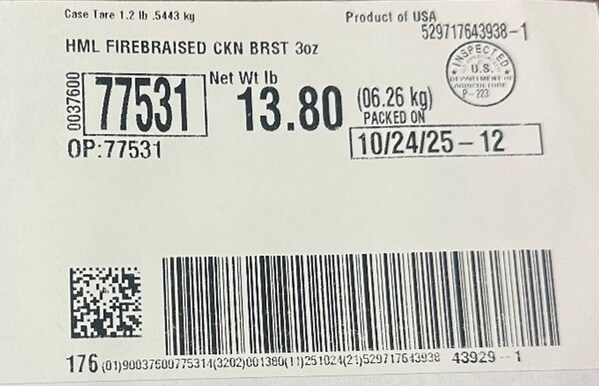 Case Tare 1.2 lb .5443 kg
Product of USA
529717643938-1
HML FIREBRAISED CKN BRST 3oz
INSPECTED
U.S.
DEPARTMENT OF
AGRICULTURE
P-223
0037600
77531
Net Wt lb
13.80
(06.26 kg)
PACKED ON
10/24/25 - 12
OP:77531
176 (01)90037600775314(3202)001380(11)251024(21)529717643938 43929 - 1